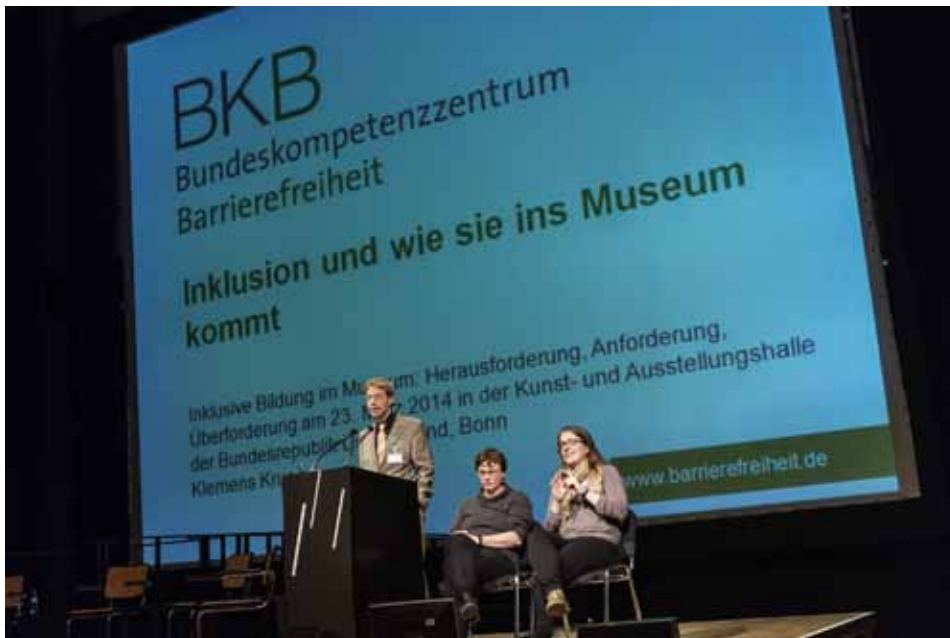 BKB
Bundeskompetenzzentrum
Barrierefreiheit
Inklusion und wie sie ins Museum
kommt
Inklusive Bildung im Museum: Herausforderung, Anforderung,
Überforderung am 23. 2014 in der Kunst- und Ausstellungshalle
der Bundesrepublik Bonn
Klemens
www.barrierefreiheit.de